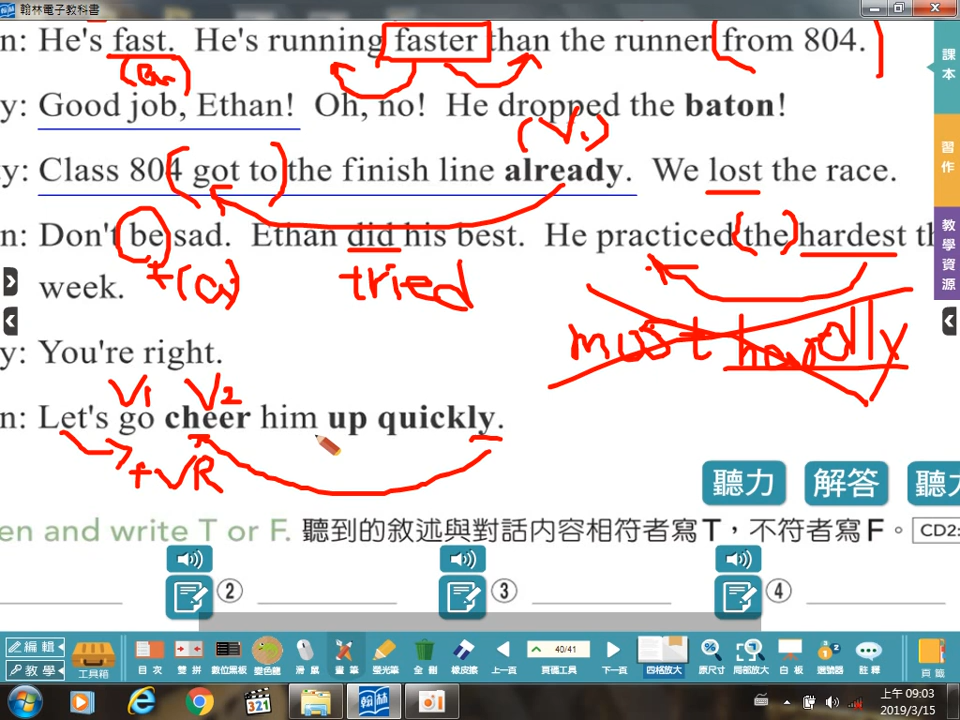 翰林電子教科書
n: He's fast. He's running faster than the runner from 804.
y: Good job, Ethan! Oh, no! He dropped the baton!
(V.)
y: Class 804 got to the finish line already. We lost the race.
n: Don't be sad. Ethan did his best. He practiced (the) hardest th
+(a) tried
week.
most
y: You're right.
V1 V2
n: Let's go cheer him up quickly.
+VR
聽力 解答 聽力
en and write T or F. 聽到的敘述與對話內容相符者寫 T，不符者寫 F。 CD2:
2 3 4
課本
習作
教學資源
編輯
教學
工具箱 目次 雙拼 數位黑板 變色龍 滑鼠 畫筆 螢光筆 全刪 橡皮擦 上一頁 40/41 頁碼工具 下一頁 四格放大 原尺寸 局部放大 白板 選號器 註釋 頁籤
321
翰林
上午 09:03
2019/3/15